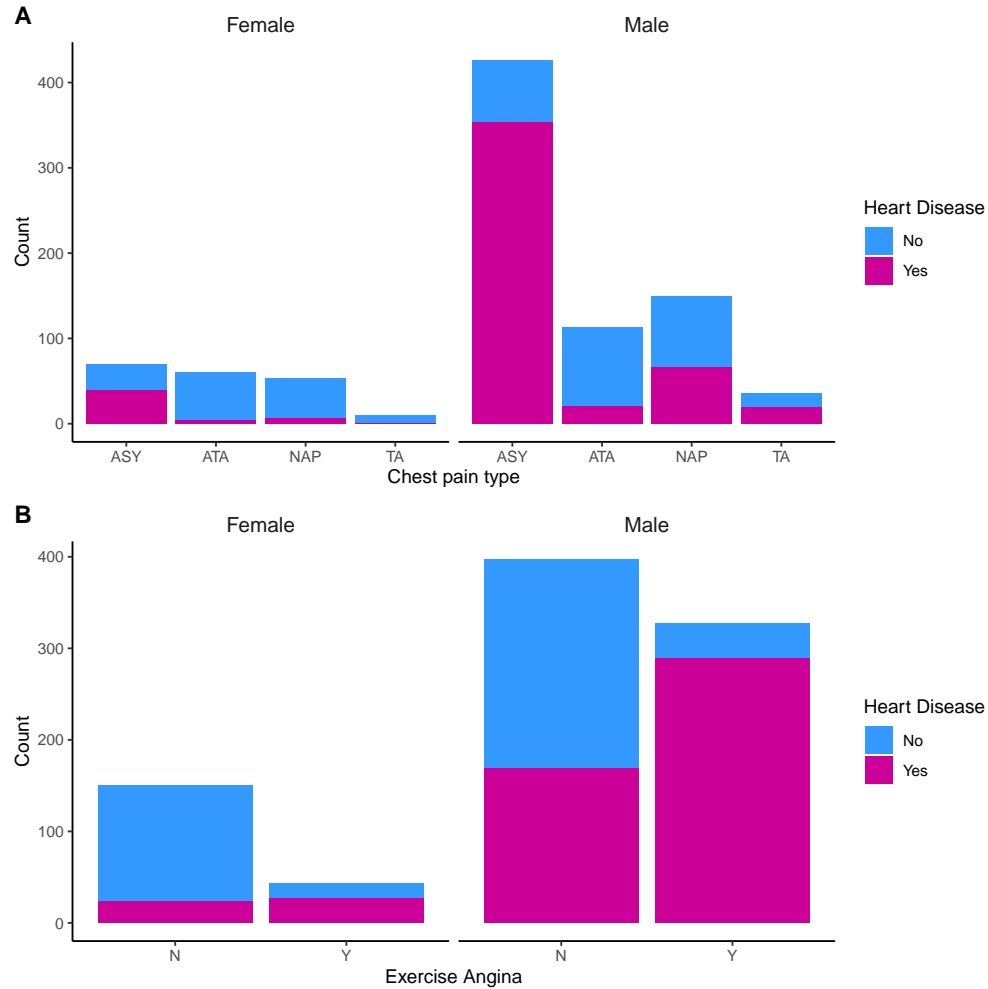 A
Female Male
400
300
200
100
0
Count
ASY ATA NAP TA ASY ATA NAP TA
Chest pain type
Heart Disease
No
Yes
B
Female Male
400
300
200
100
0
Count
N Y N Y
Exercise Angina
Heart Disease
No
Yes